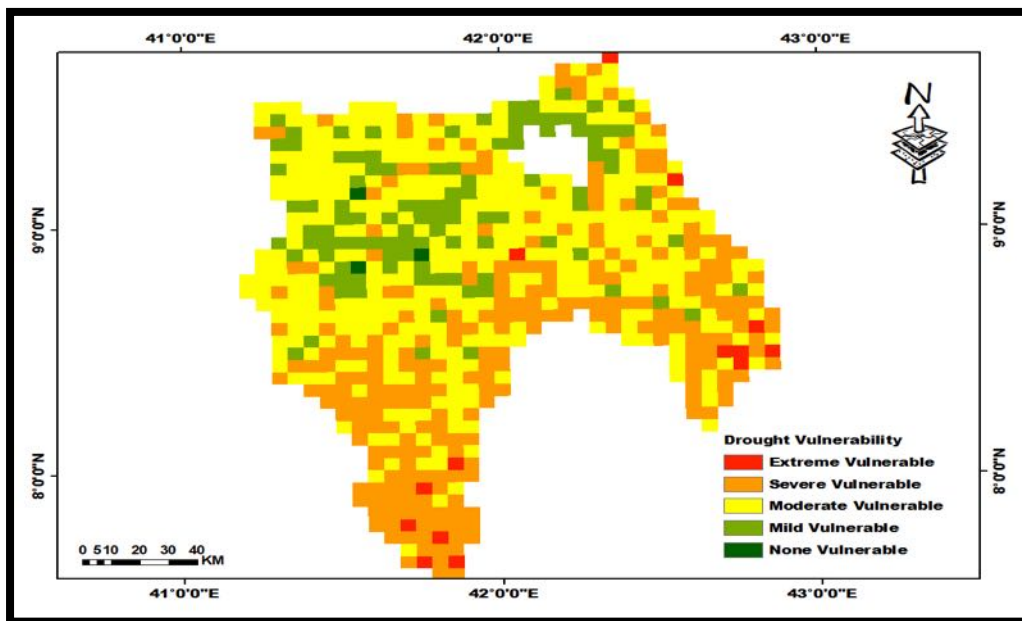 41°0'0"E 42°0'0"E 43°0'0"E
N
9°0'0"N 9°0'0"N
Drought Vulnerability
Extreme Vulnerable
Severe Vulnerable
Moderate Vulnerable
Mild Vulnerable
None Vulnerable
8°0'0"N 8°0'0"N
0 5 10 20 30 40
KM
41°0'0"E 42°0'0"E 43°0'0"E